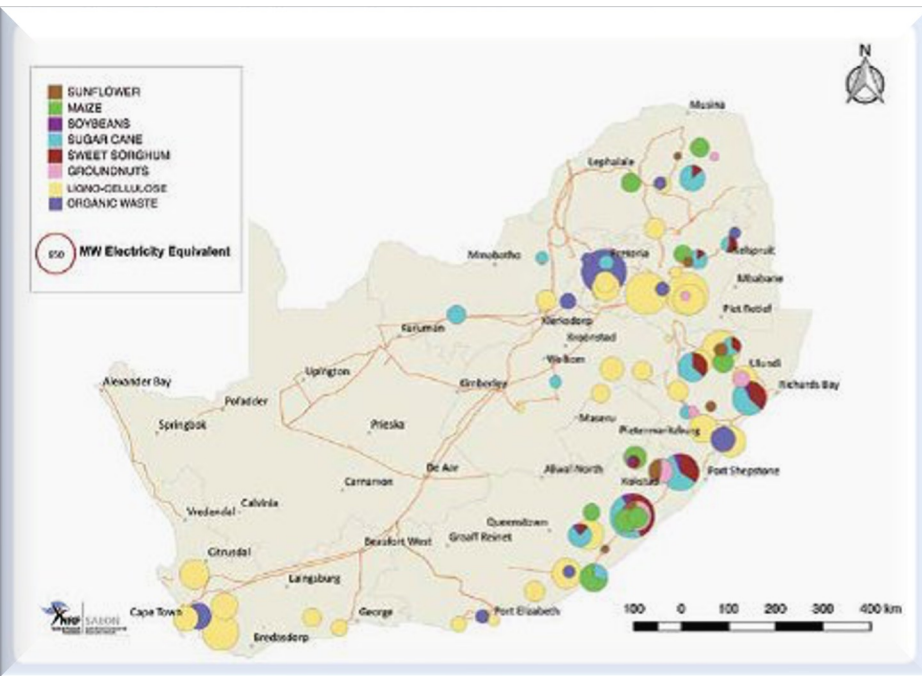 SUNFLOWER
MAIZE
SOYBEANS
SUGAR CANE
SWEET SORGHUM
GROUNDNUTS
LIGNO-CELLULOSE
ORGANIC WASTE
650 MW Electricity Equivalent
N
Musina
Lephalale
Mmabatho
Pretoria
Nelspruit
Mbabane
Piet Retief
Klerksdorp
Kuruman
Kroonstad
Welkom
Ulundi
Upington
Kimberley
Richards Bay
Alexander Bay
Pofadder
Springbok
Prieska
Maseru
Pietermaritzburg
De Aar
Aliwal North
Port Shepstone
Kokstad
Carnarvon
Calvinia
Vredendal
Queenstown
Graaff Reinet
Beaufort West
Citrusdal
Laingsburg
Cape Town
George
Port Elizabeth
Bredasdorp
SAEON
100 0 100 200 300 400 km